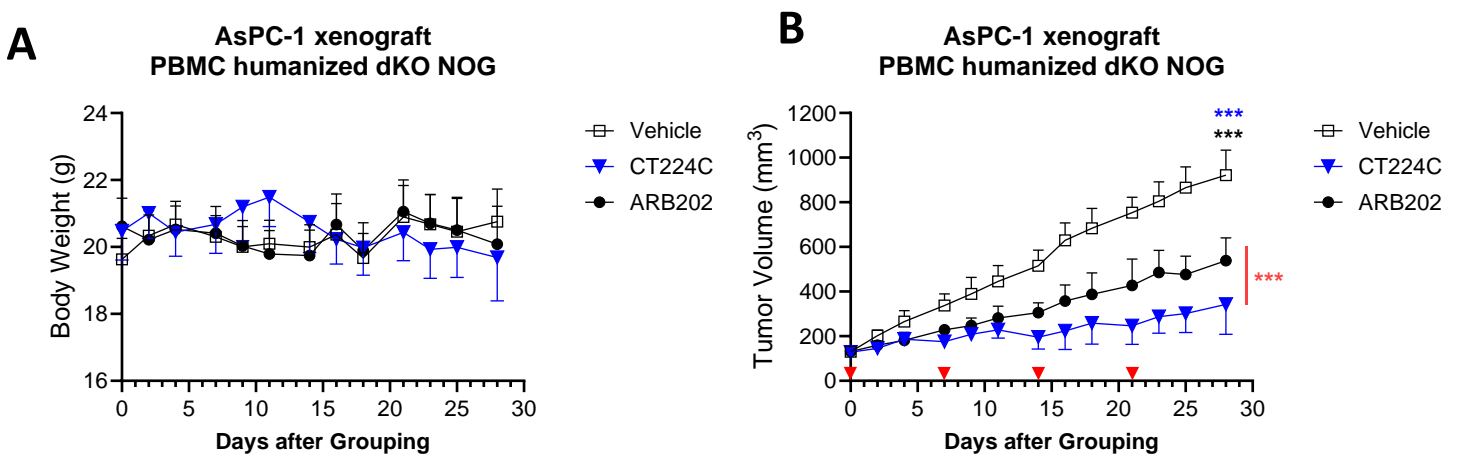 A
AsPC-1 xenograft
PBMC humanized dKO NOG
Body Weight (g)
24
22
20
18
16
0 5 10 15 20 25 30
Days after Grouping
Vehicle
CT224C
ARB202
B
AsPC-1 xenograft
PBMC humanized dKO NOG
Tumor Volume (mm³)
1200
1000
800
600
400
200
0
0 5 10 15 20 25 30
Days after Grouping
***
***
***
Vehicle
CT224C
ARB202